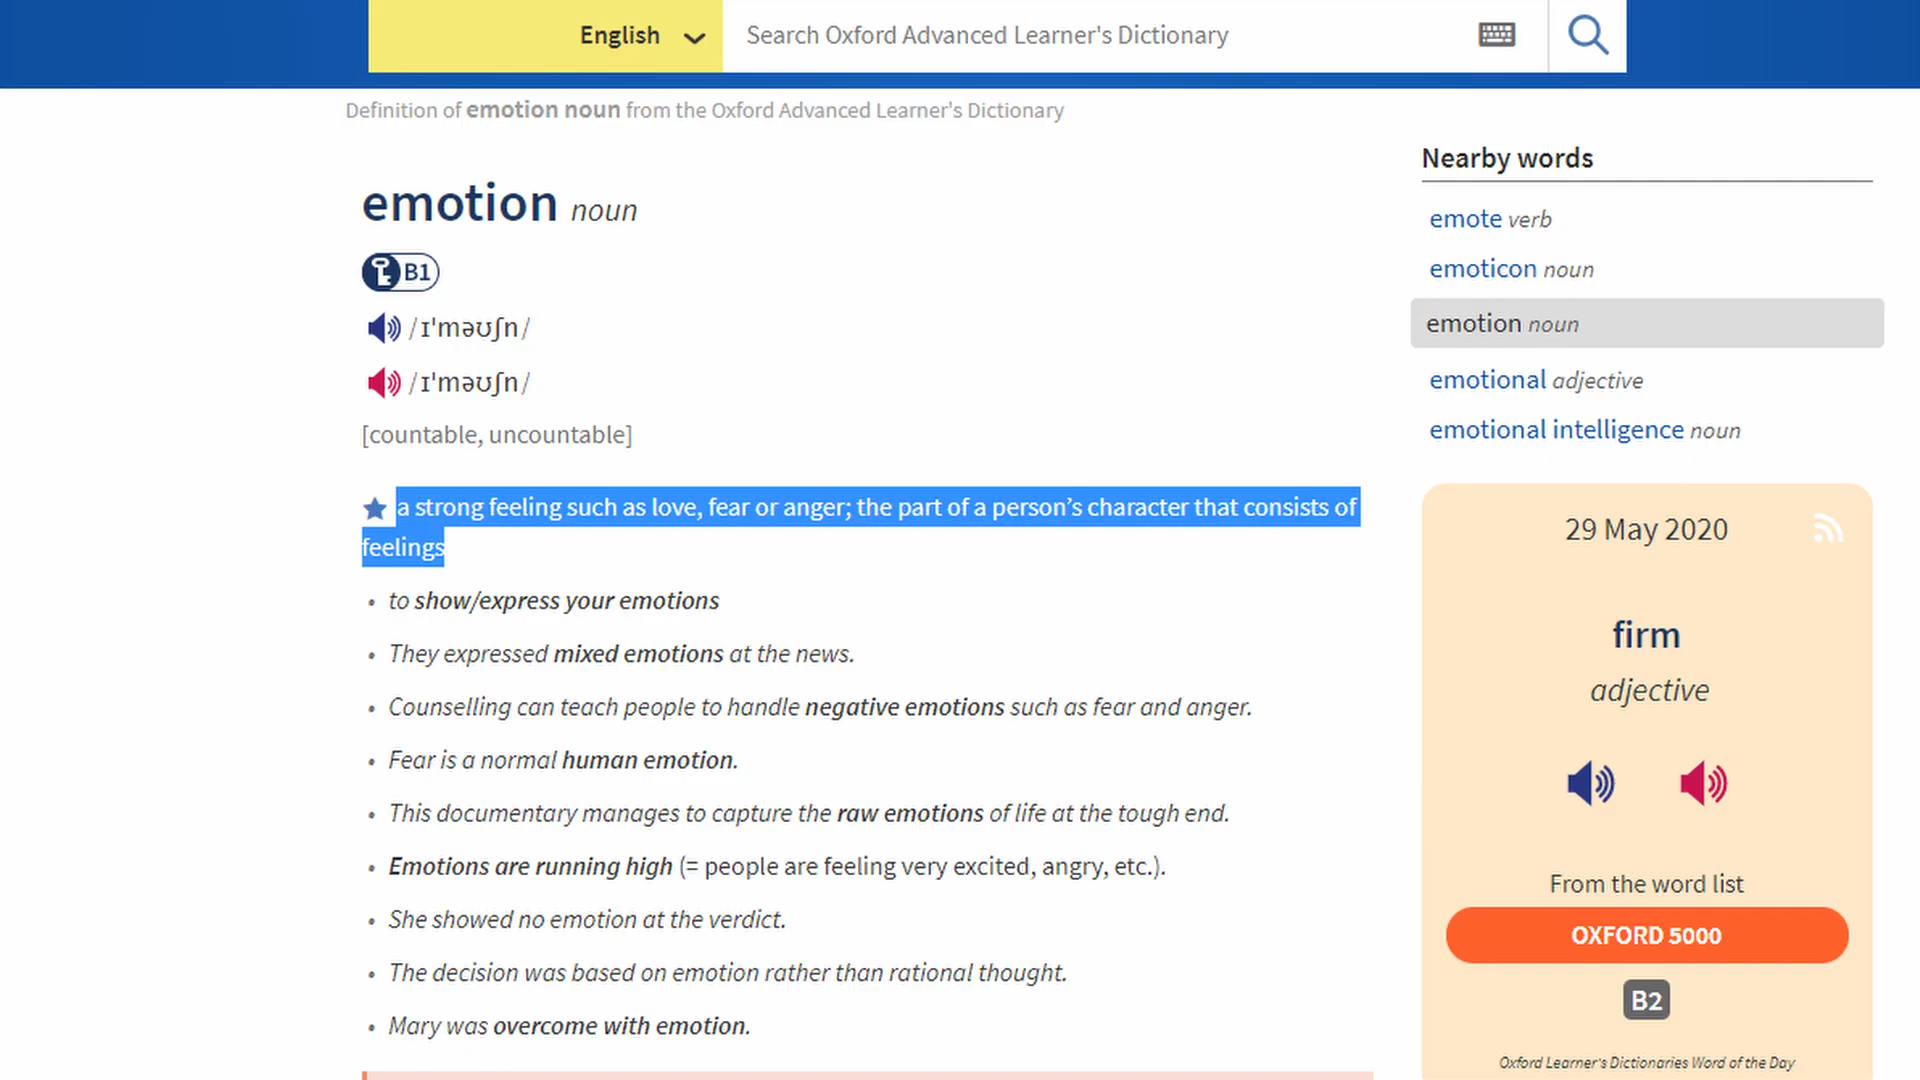 English
Search Oxford Advanced Learner's Dictionary
Definition of emotion noun from the Oxford Advanced Learner's Dictionary
emotion noun
B1
/ɪˈməʊʃn/
/ɪˈməʊʃn/
[countable, uncountable]
a strong feeling such as love, fear or anger; the part of a person’s character that consists of
feelings
• to show/express your emotions
• They expressed mixed emotions at the news.
• Counselling can teach people to handle negative emotions such as fear and anger.
• Fear is a normal human emotion.
• This documentary manages to capture the raw emotions of life at the tough end.
• Emotions are running high (= people are feeling very excited, angry, etc.).
• She showed no emotion at the verdict.
• The decision was based on emotion rather than rational thought.
• Mary was overcome with emotion.
Nearby words
emote verb
emoticon noun
emotion noun
emotional adjective
emotional intelligence noun
29 May 2020
firm
adjective
From the word list
OXFORD 5000
B2
Oxford Learner's Dictionaries Word of the Day